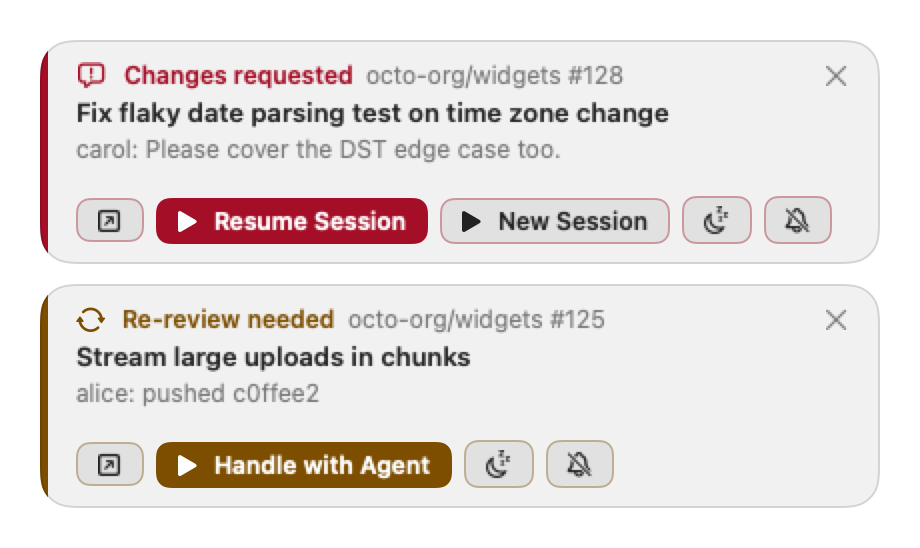 Changes requested octo-org/widgets #128
Fix flaky date parsing test on time zone change
carol: Please cover the DST edge case too.
Resume Session New Session
Re-review needed octo-org/widgets #125
Stream large uploads in chunks
alice: pushed c0ffee2
Handle with Agent